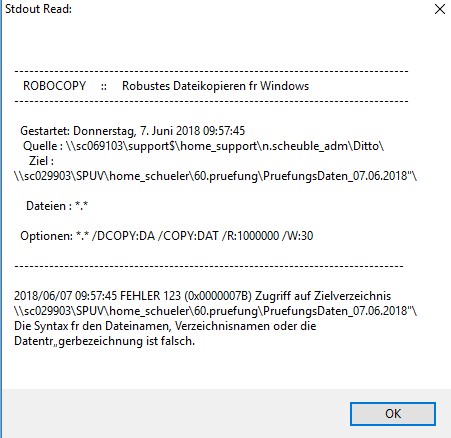 Stdout Read:
-------------------------------------------------------------------------------
ROBOCOPY :: Robustes Dateikopieren fr Windows
-------------------------------------------------------------------------------
Gestartet: Donnerstag, 7. Juni 2018 09:57:45
Quelle : \\sc069103\support$\home_support\n.scheuble_adm\Ditto\
Ziel :
\\sc029903\SPUV\home_schueler\60.pruefung\PruefungsDaten_07.06.2018"\
Dateien : *.*
Optionen: *.* /DCOPY:DA /COPY:DAT /R:1000000 /W:30
------------------------------------------------------------------------------
2018/06/07 09:57:45 FEHLER 123 (0x0000007B) Zugriff auf Zielverzeichnis
\\sc029903\SPUV\home_schueler\60.pruefung\PruefungsDaten_07.06.2018"\
Die Syntax fr den Dateinamen, Verzeichnisnamen oder die
Datentr„gerbezeichnung ist falsch.
OK